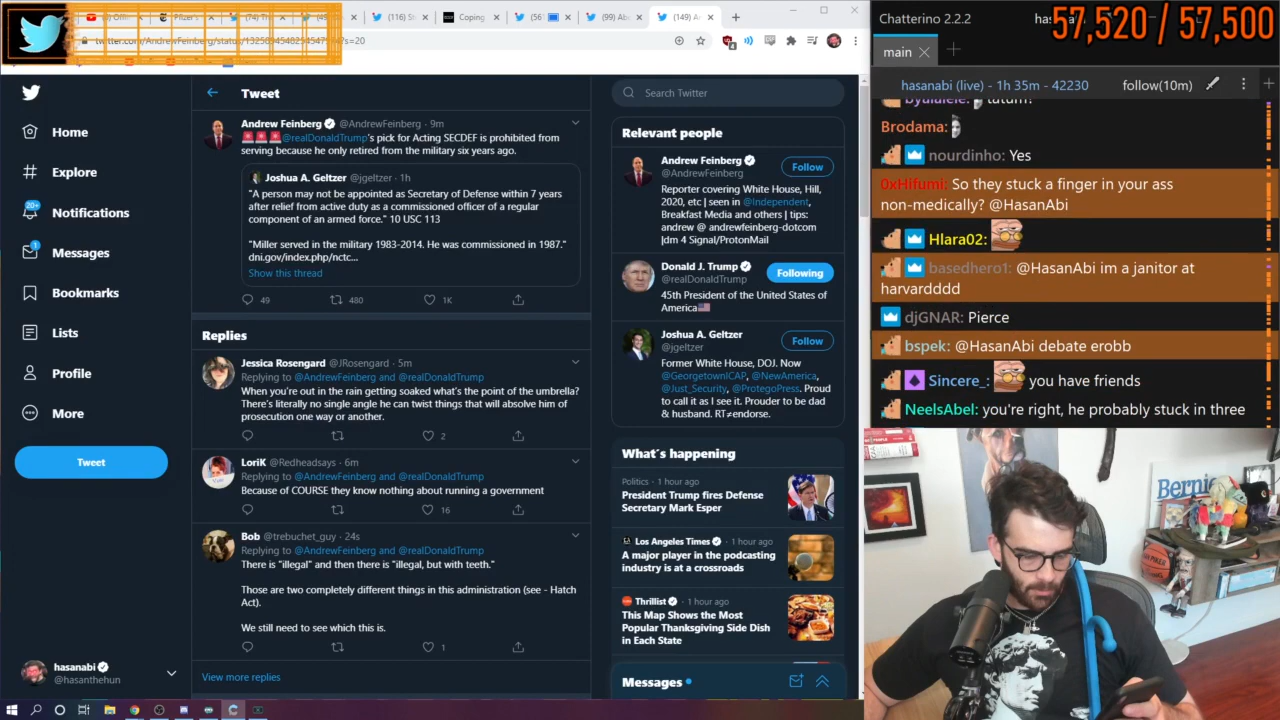 (74) T
(116) S
Coping
(56
(99) A
(149) A
20
Home
Explore
20+
Notifications
1
Messages
Bookmarks
Lists
Profile
More
Tweet
hasanabi
@hasanthehun
Tweet
Andrew Feinberg @AndrewFeinberg · 9m
🚨🚨🚨@realDonaldTrump's pick for Acting SECDEF is prohibited from
serving because he only retired from the military six years ago.
Joshua A. Geltzer @jgeltzer · 1h
"A person may not be appointed as Secretary of Defense within 7 years
after relief from active duty as a commissioned officer of a regular
component of an armed force." 10 USC 113
"Miller served in the military 1983-2014. He was commissioned in 1987."
dni.gov/index.php/nctc...
Show this thread
49 480 1K
Replies
Jessica Rosengard @JRosengard · 5m
Replying to @AndrewFeinberg and @realDonaldTrump
When you're out in the rain getting soaked what's the point of the umbrella?
There's literally no single angle he can twist things that will absolve him of
prosecution one way or another.
2
LoriK @Redheadsays · 6m
Replying to @AndrewFeinberg and @realDonaldTrump
Because of COURSE they know nothing about running a government
16
Bob @trebuchet_guy · 24s
Replying to @AndrewFeinberg and @realDonaldTrump
There is "illegal" and then there is "illegal, but with teeth."
Those are two completely different things in this administration (see - Hatch
Act).
We still need to see which this is.
1
View more replies
Search Twitter
Relevant people
Andrew Feinberg
@AndrewFeinberg
Follow
Reporter covering White House, Hill,
2020, etc | seen in @Independent,
Breakfast Media and others | tips:
andrew @ andrewfeinberg-dotcom
|dm 4 Signal/ProtonMail
Donald J. Trump
@realDonaldTrump
Following
45th President of the United States of
America🇺🇸
Joshua A. Geltzer
@jgeltzer
Follow
Former White House, DOJ. Now
@GeorgetownICAP, @NewAmerica,
@Just_Security, @ProtegoPress. Proud
to call it as I see it. Prouder to be dad
& husband. RT≠endorse.
What's happening
Politics · 1 hour ago
President Trump fires Defense
Secretary Mark Esper
Los Angeles Times · 1 hour ago
A major player in the podcasting
industry is at a crossroads
Thrillist · 1 hour ago
This Map Shows the Most
Popular Thanksgiving Side Dish
in Each State
Messages
Chatterino 2.2.2
57,520 / 57,500
main
hasanabi (live) - 1h 35m - 42230
follow(10m)
Brodama:
nourdinho: Yes
0xHifumi: So they stuck a finger in your ass
non-medically? @HasanAbi
Hlara02:
basedhero1: @HasanAbi im a janitor at
harvardddd
djGNAR: Pierce
bspek: @HasanAbi debate erobb
Sincere_: you have friends
NeelsAbel: you're right, he probably stuck in three
Bernie